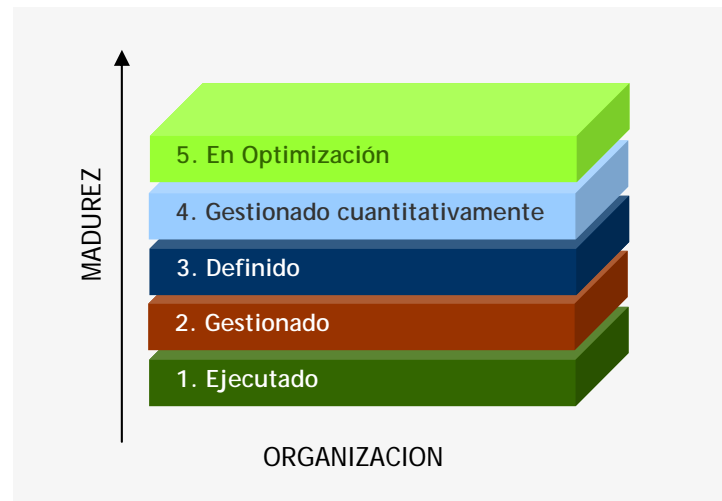 MADUREZ
5. En Optimización
4. Gestionado cuantitativamente
3. Definido
2. Gestionado
1. Ejecutado
ORGANIZACION